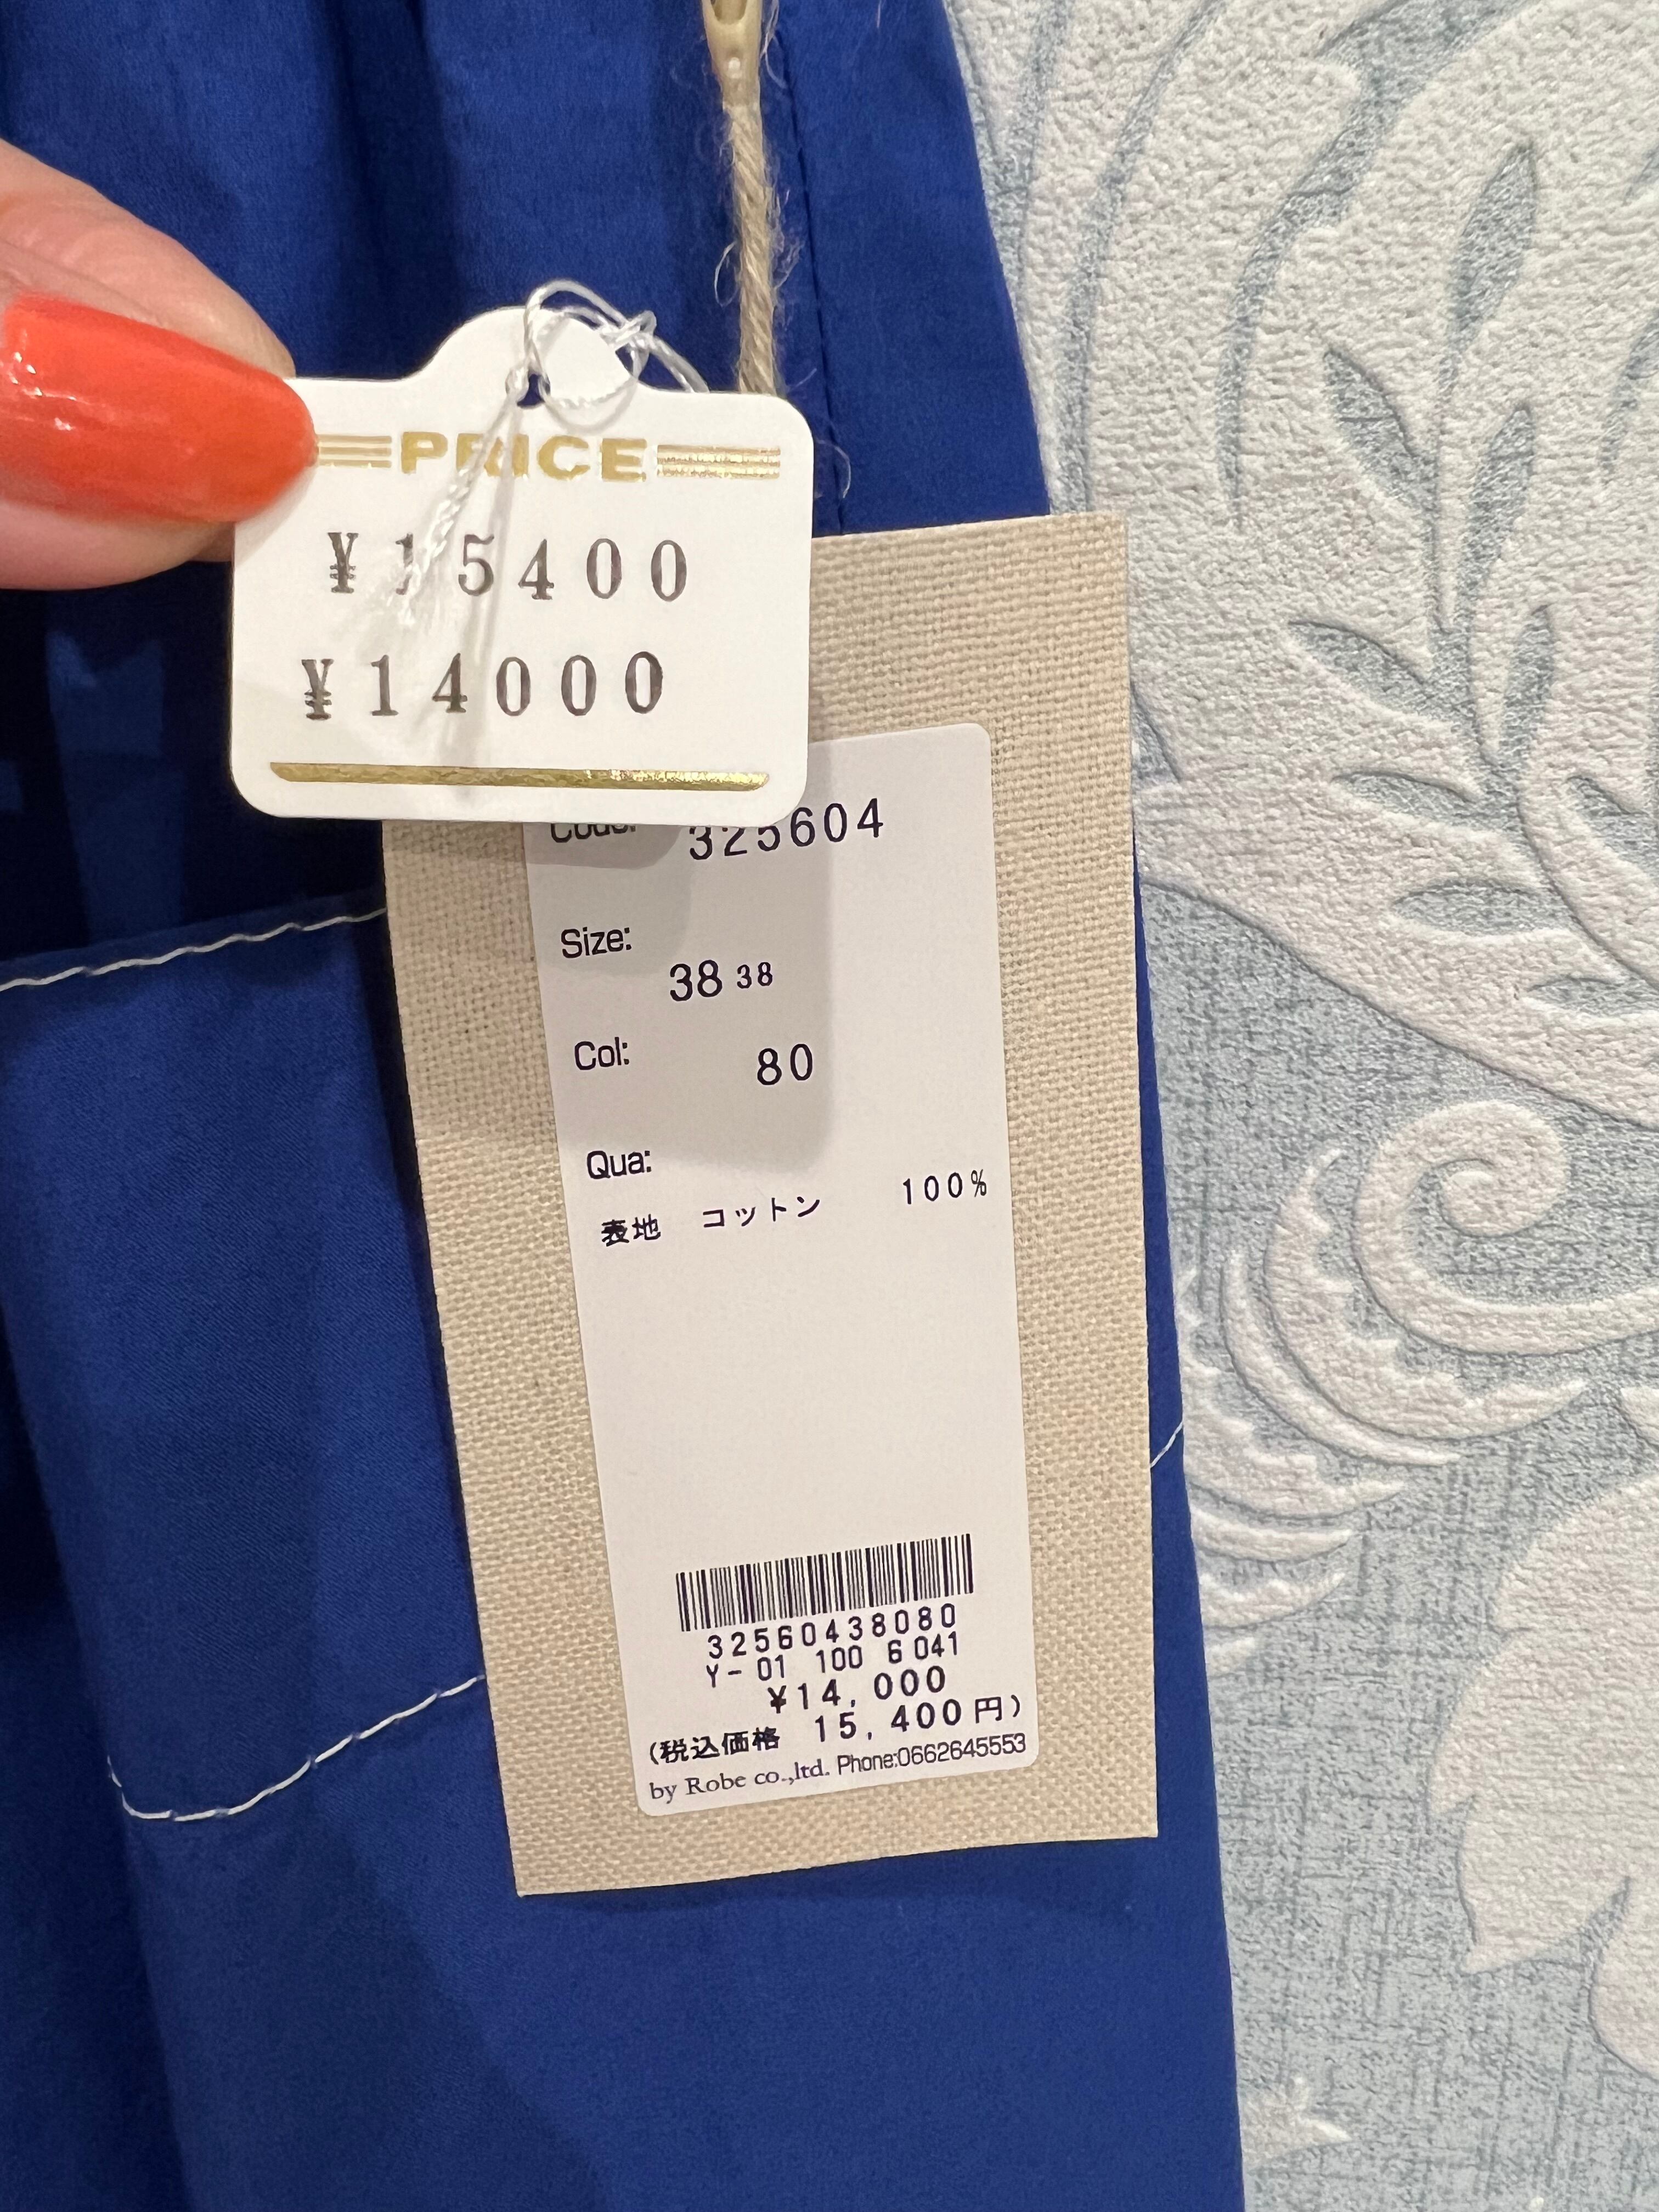 PRICE
¥15400
¥14000
Code: 325604
Size:
38 38
Col: 80
Qua:
表地 コットン 100%
32560438080
Y- 01 100 6 041
¥14,000
(税込価格 15,400円)
by Robe co.,ltd. Phone:0662645553